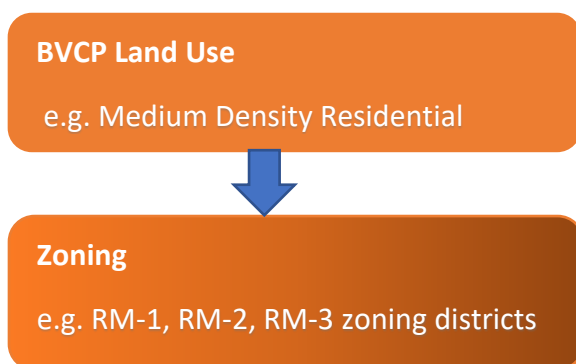 BVCP Land Use
e.g. Medium Density Residential
Zoning
e.g. RM-1, RM-2, RM-3 zoning districts